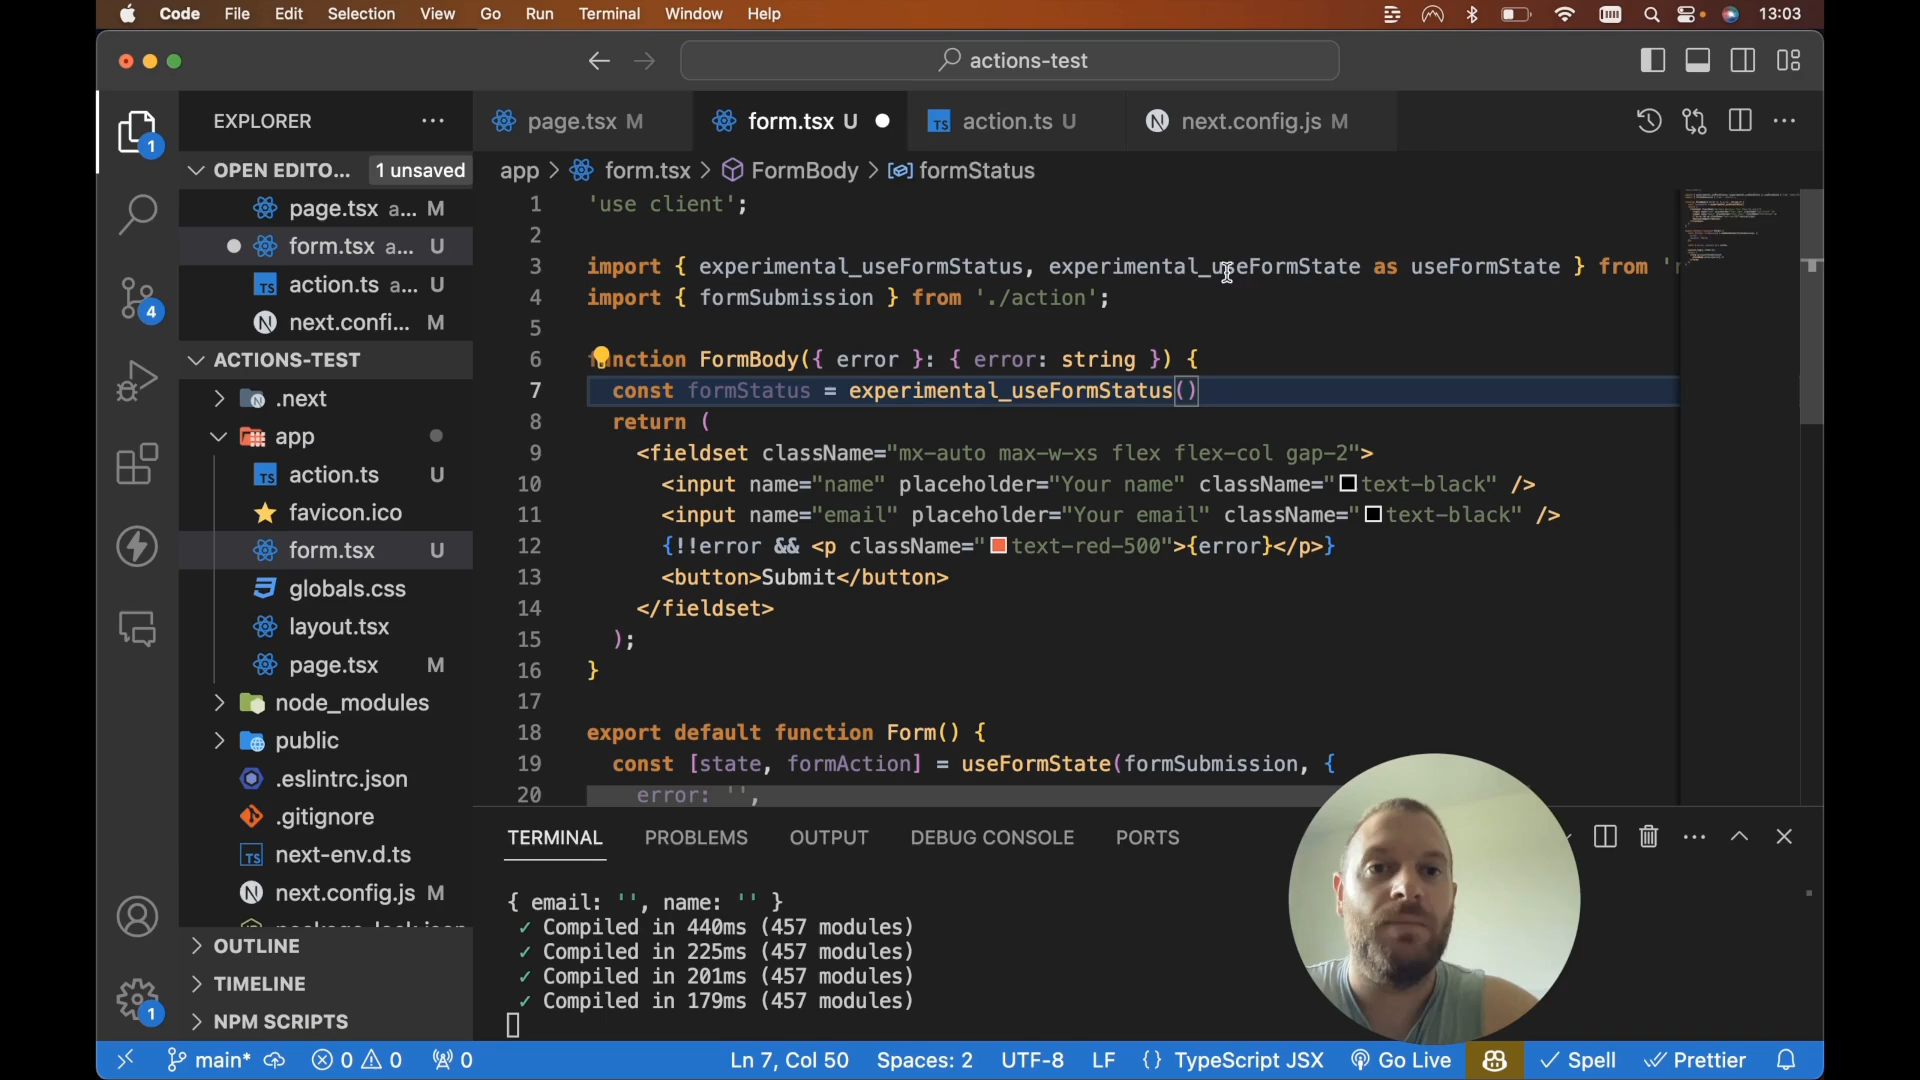 Code File Edit Selection View Go Run Terminal Window Help 13:03
actions-test
EXPLORER
page.tsx M
form.tsx U
TS action.ts U
N next.config.js M
OPEN EDITO... 1 unsaved
app > form.tsx > FormBody > formStatus
page.tsx a... M
form.tsx a... U
TS action.ts a... U
N next.confi... M
ACTIONS-TEST
.next
app
TS action.ts U
favicon.ico
form.tsx U
globals.css
layout.tsx
page.tsx M
node_modules
public
.eslintrc.json
.gitignore
TS next-env.d.ts
N next.config.js M
OUTLINE
TIMELINE
NPM SCRIPTS
1
4
1
1 'use client';
2
3 import { experimental_useFormStatus, experimental_useFormState as useFormState } from
4 import { formSubmission } from './action';
5
6 nction FormBody({ error }: { error: string }) {
7 const formStatus = experimental_useFormStatus()
8 return (
9 <fieldset className="mx-auto max-w-xs flex flex-col gap-2">
10 <input name="name" placeholder="Your name" className="text-black" />
11 <input name="email" placeholder="Your email" className="text-black" />
12 {!!error && <p className="text-red-500">{error}</p>}
13 <button>Submit</button>
14 </fieldset>
15 );
16 }
17
18 export default function Form() {
19 const [state, formAction] = useFormState(formSubmission, {
20 error: '',
TERMINAL PROBLEMS OUTPUT DEBUG CONSOLE PORTS
{ email: '', name: '' }
✓ Compiled in 440ms (457 modules)
✓ Compiled in 225ms (457 modules)
✓ Compiled in 201ms (457 modules)
✓ Compiled in 179ms (457 modules)
main* 0 0 0 Ln 7, Col 50 Spaces: 2 UTF-8 LF {} TypeScript JSX Go Live Spell Prettier